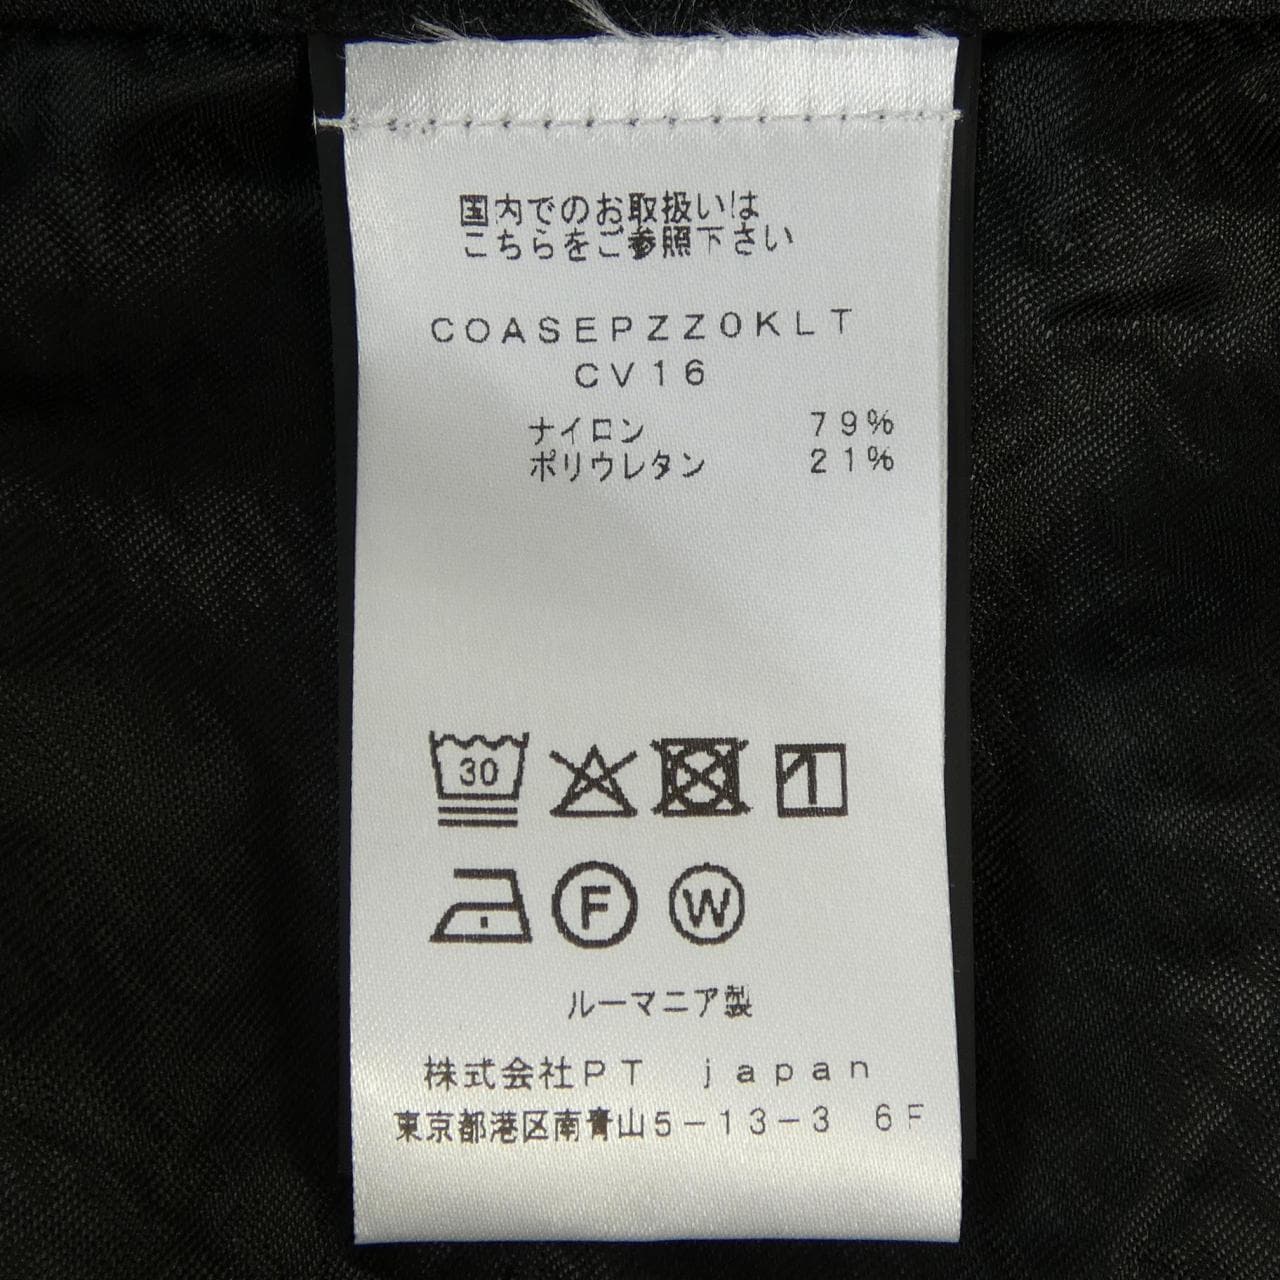 国内でのお取扱いは
こちらをご参照下さい
COASEPZZ0KLT
CV16
ナイロン 79%
ポリウレタン 21%
30
F W
ルーマニア製
株式会社PT japan
東京都港区南青山5-13-3 6F